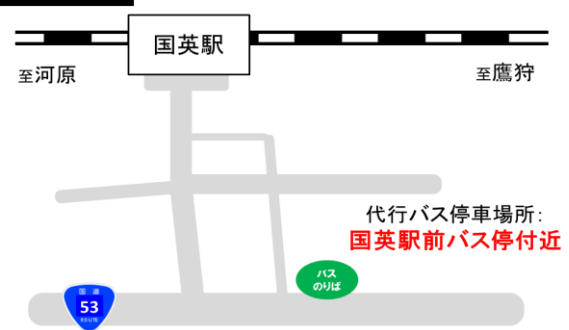 国英駅
至河原
至鷹狩
代行バス停車場所:
国英駅前バス停付近
バス
のりば
国道
53
ROUTE